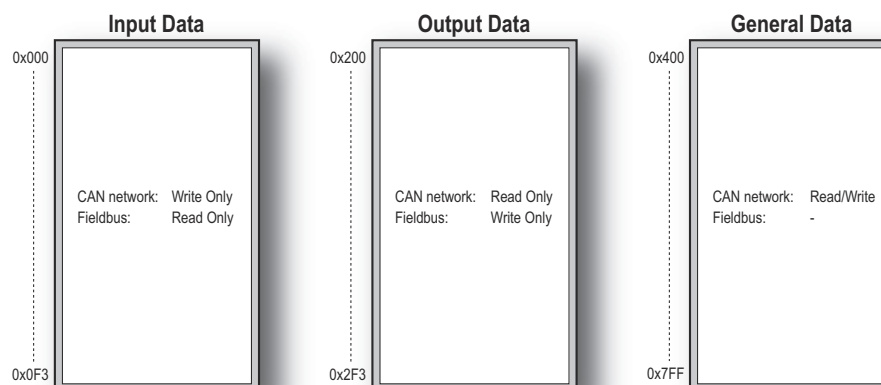 Input Data
0x000
CAN network: Write Only
Fieldbus: Read Only
0x0F3
Output Data
0x200
CAN network: Read Only
Fieldbus: Write Only
0x2F3
General Data
0x400
CAN network: Read/Write
Fieldbus: -
0x7FF